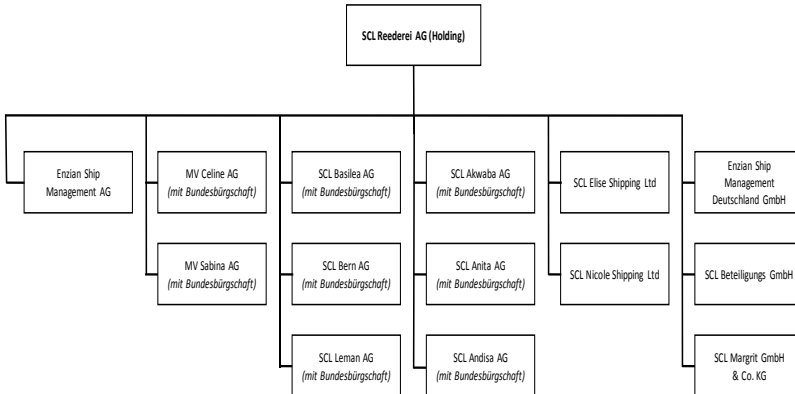 SCL Reederei AG (Holding)
Enzian Ship
Management AG
MV Celine AG
(mit Bundesbürgschaft)
SCL Basilea AG
(mit Bundesbürgschaft)
SCL Akwaba AG
(mit Bundesbürgschaft)
SCL Elise Shipping Ltd
Enzian Ship
Management
Deutschland GmbH
MV Sabina AG
(mit Bundesbürgschaft)
SCL Bern AG
(mit Bundesbürgschaft)
SCL Anita AG
(mit Bundesbürgschaft)
SCL Nicole Shipping Ltd
SCL Beteiligungs GmbH
SCL Leman AG
(mit Bundesbürgschaft)
SCL Andisa AG
(mit Bundesbürgschaft)
SCL Margrit GmbH
& Co. KG